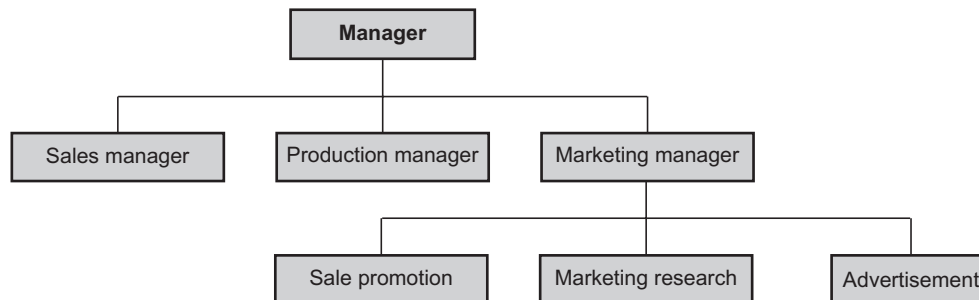 Manager
Sales manager
Production manager
Marketing manager
Sale promotion
Marketing research
Advertisement